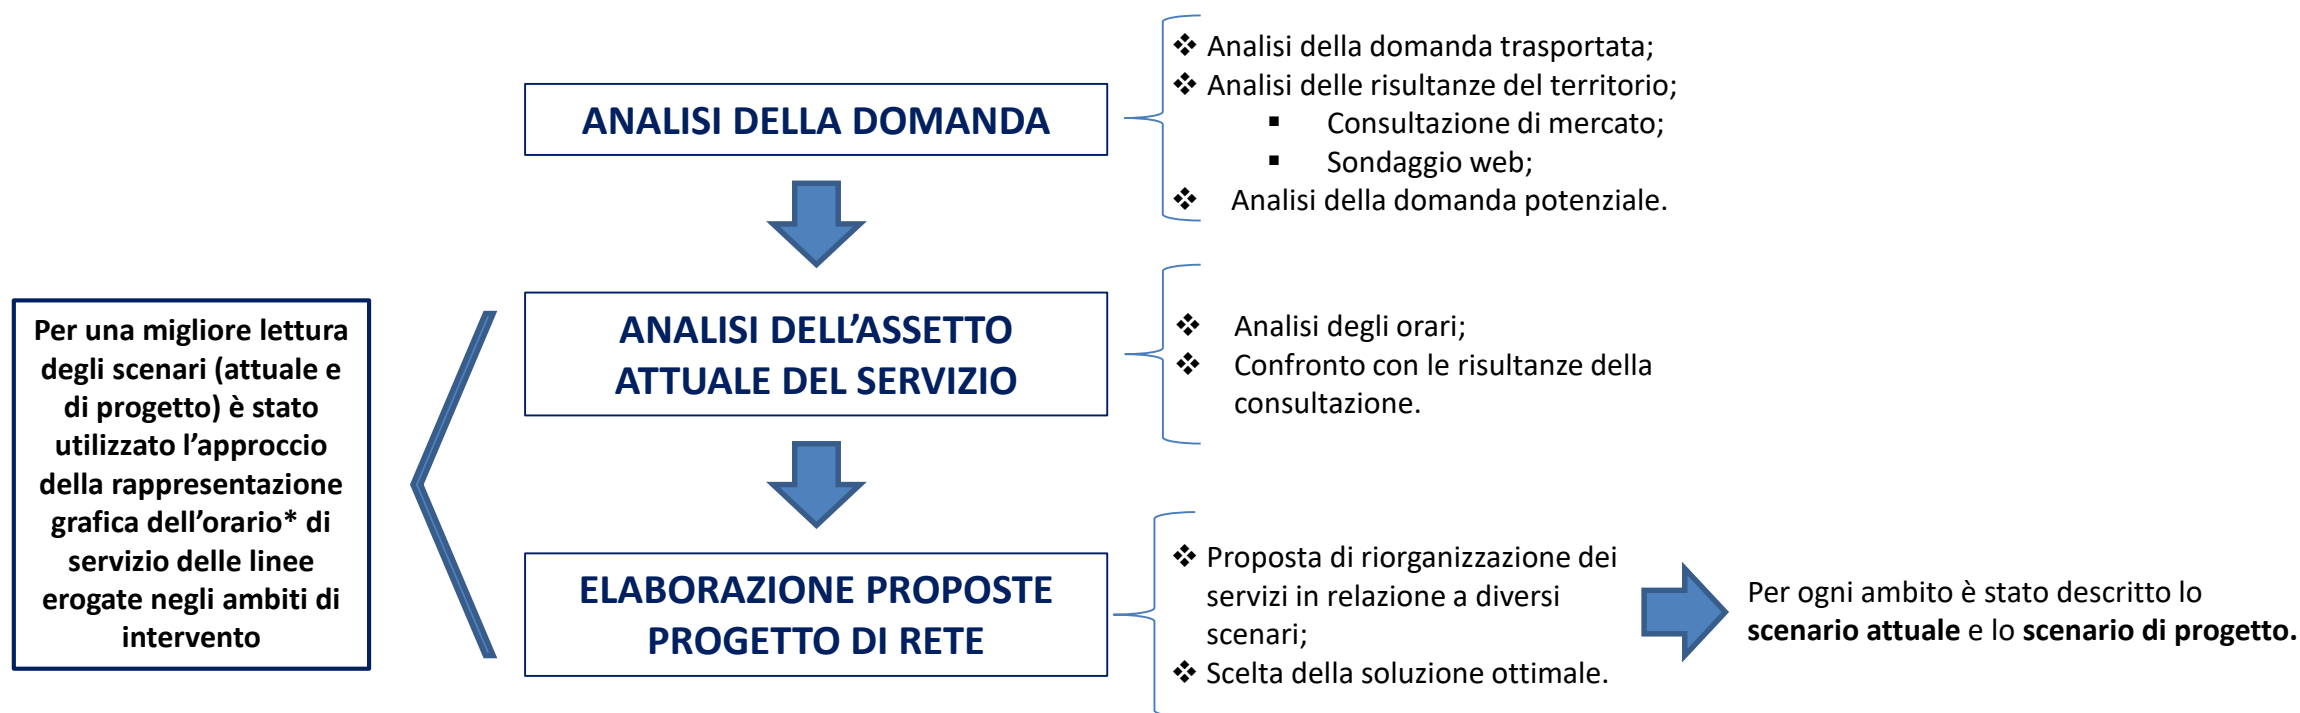 ANALISI DELLA DOMANDA
❖ Analisi della domanda trasportata;
❖ Analisi delle risultanze del territorio;
▪ Consultazione di mercato;
▪ Sondaggio web;
❖ Analisi della domanda potenziale.
Per una migliore lettura
degli scenari (attuale e
di progetto) è stato
utilizzato l’approccio
della rappresentazione
grafica dell’orario* di
servizio delle linee
erogate negli ambiti di
intervento
ANALISI DELL’ASSETTO
ATTUALE DEL SERVIZIO
❖ Analisi degli orari;
❖ Confronto con le risultanze della
consultazione.
ELABORAZIONE PROPOSTE
PROGETTO DI RETE
❖ Proposta di riorganizzazione dei
servizi in relazione a diversi
scenari;
❖ Scelta della soluzione ottimale.
Per ogni ambito è stato descritto lo
scenario attuale e lo scenario di progetto.